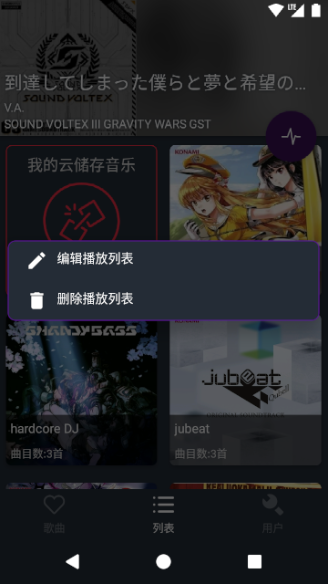 LTE
到達してしまった僕らと夢と希望の...
SOUND VOLTEX
V.A.
SOUND VOLTEX III GRAVITY WARS GST
我的云储存音乐
KONAMI
编辑播放列表
删除播放列表
jubeat
hardcore DJ
曲目数:3首
jubeat
曲目数:3首
歌曲
列表
用户